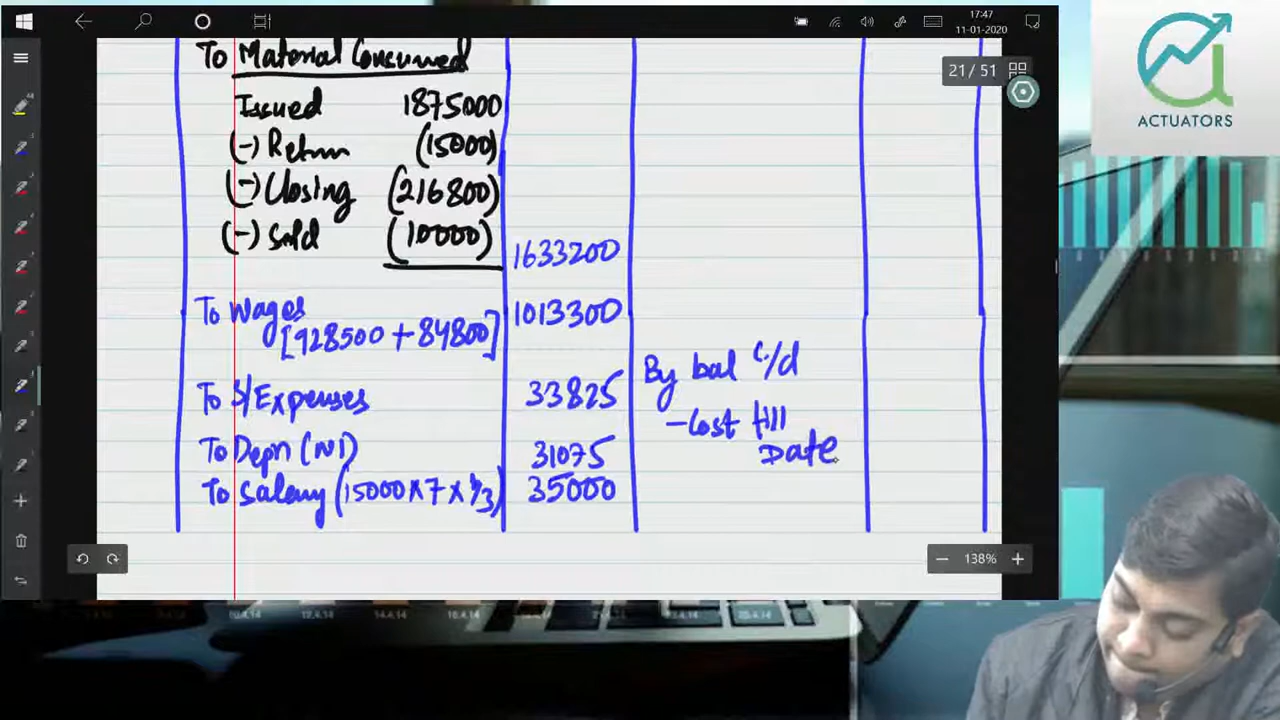 17:47
11-01-2020
21 / 51
ACTUATORS
To Material Consumed
Issued 1875000
(-) Return (15000)
(-) Closing (216800)
(-) Sold (10000) 1633200
To Wages 1013300
[928500 + 84800]
To S/Expenses 33825
To Depn (N1) 31075
To Salary (15000 x 7 x 1/3) 35000
By bal c/d
- Cost till
Date
138%